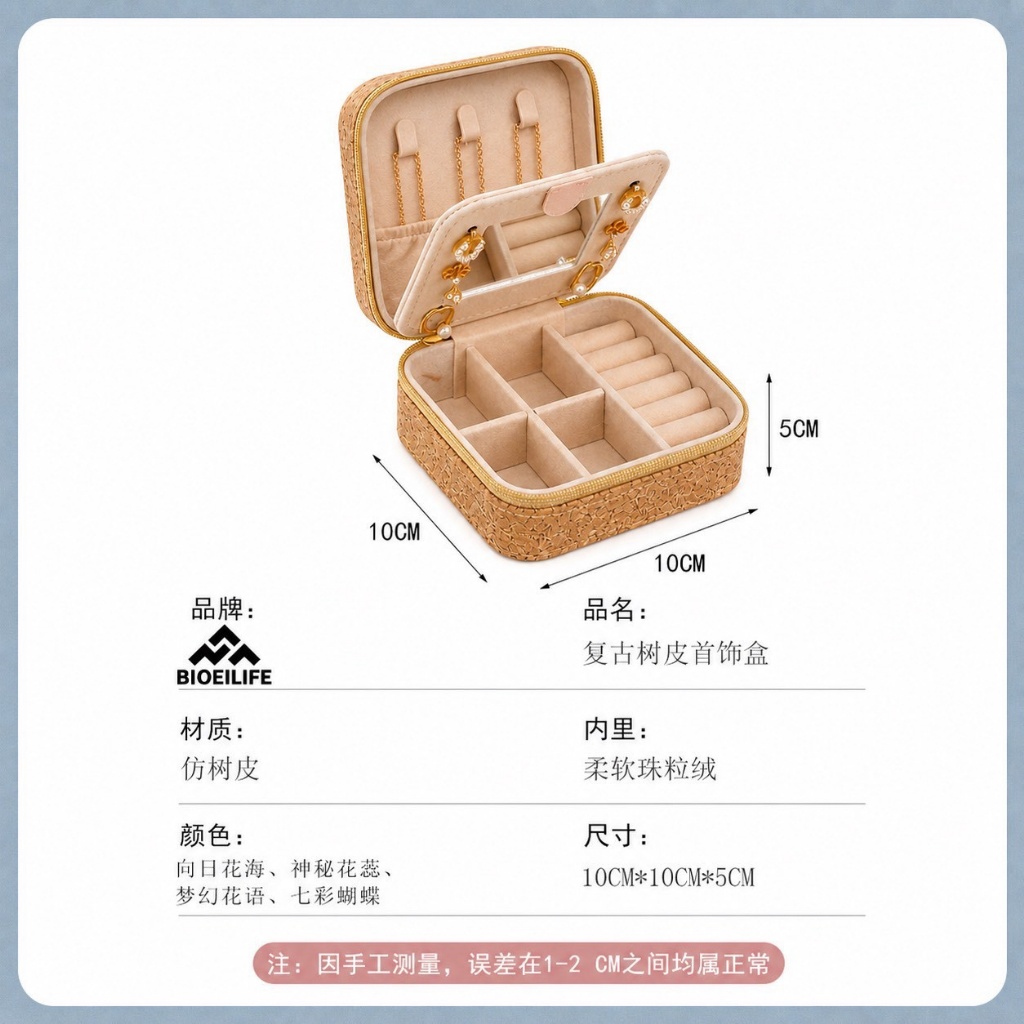 5CM
10CM
10CM
品牌：
BIOEILIFE
品名：
复古树皮首饰盒
材质：
仿树皮
内里：
柔软珠粒绒
颜色：
向日花海、神秘花蕊、
梦幻花语、七彩蝴蝶
尺寸：
10CM*10CM*5CM
注：因手工测量，误差在1-2 CM之间均属正常